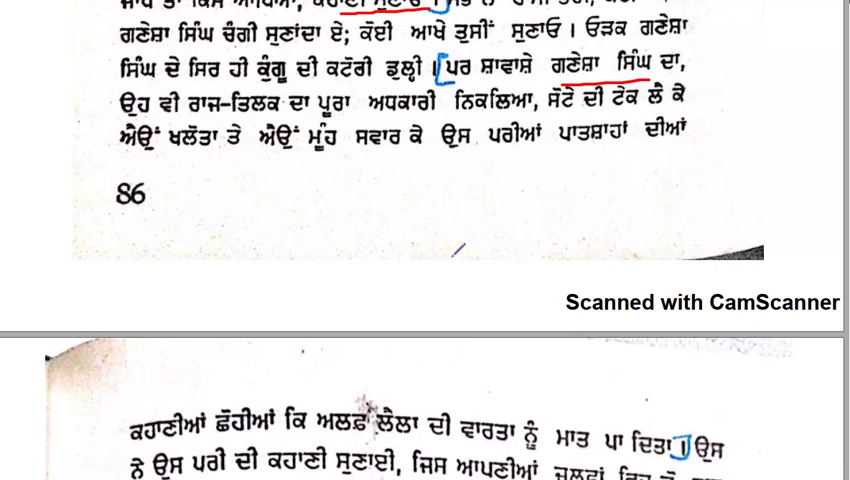 ਗਣੇਸ਼ਾ ਸਿੰਘ ਚੰਗੀ ਸੁਣਾਂਦਾ ਏ; ਕੋਈ ਆਖੇ ਤੁਸੀਂ ਸੁਣਾਓ । ਓੜਕ ਗਣੇਸ਼ਾ
ਸਿੰਘ ਦੇ ਸਿਰ ਹੀ ਕੁੰਗੂ ਦੀ ਕਟੋਰੀ ਡੁਲ੍ਹੀ । ਪਰ ਸ਼ਾਵਾਸ਼ੇ ਗਣੇਸ਼ਾ ਸਿੰਘ ਦਾ,
ਉਹ ਵੀ ਰਾਜ-ਤਿਲਕ ਦਾ ਪੂਰਾ ਅਧਕਾਰੀ ਨਿਕਲਿਆ, ਸੋਟੇ ਦੀ ਟੇਕ ਲੈ ਕੇ
ਐਉਂ ਖਲੋਤਾ ਤੇ ਐਉਂ ਮੂੰਹ ਸਵਾਰ ਕੇ ਉਸ ਪਰੀਆਂ ਪਾਤਸ਼ਾਹਾਂ ਦੀਆਂ
86
Scanned with CamScanner
ਕਹਾਣੀਆਂ ਛੋਹੀਆਂ ਕਿ ਅਲਫ਼ ਲੈਲਾ ਦੀ ਵਾਰਤਾ ਨੂੰ ਮਾਤ ਪਾ ਦਿਤਾ । ਉਸ
ਨੇ ਉਸ ਪਰੀ ਦੀ ਕਹਾਣੀ ਸੁਣਾਈ, ਜਿਸ ਆਪਣੀਆਂ